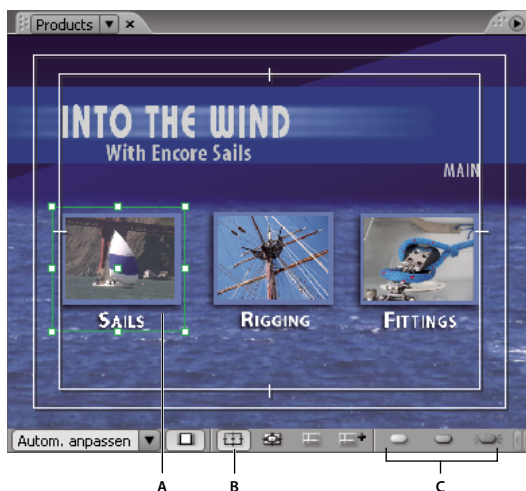 Products
INTO THE WIND
With Encore Sails
MAIN
SAILS
RIGGING
FITTINGS
Autom. anpassen
A
B
C